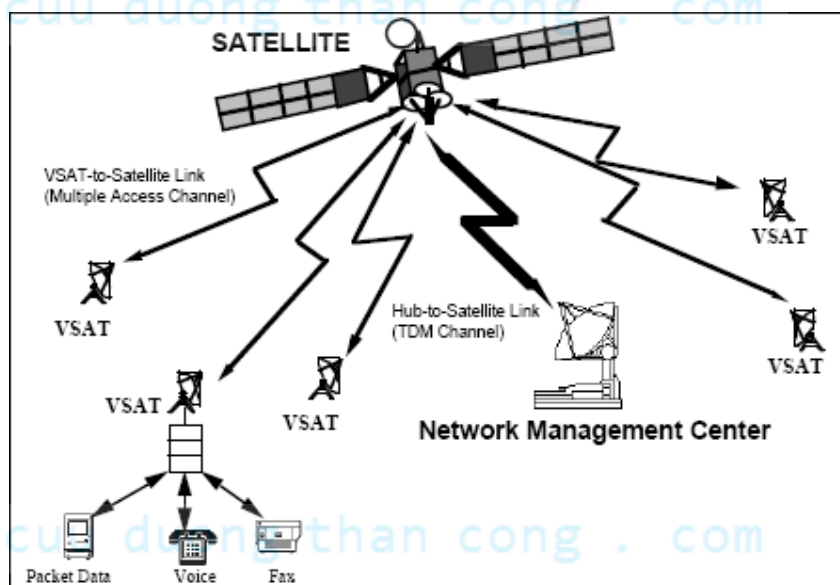 cuu duong than cong . com
SATELLITE
VSAT-to-Satellite Link
(Multiple Access Channel)
VSAT
VSAT
Hub-to-Satellite Link
(TDM Channel)
VSAT
VSAT
VSAT
VSAT
Network Management Center
cuu duong than cong . com
Packet Data
Voice
Fax